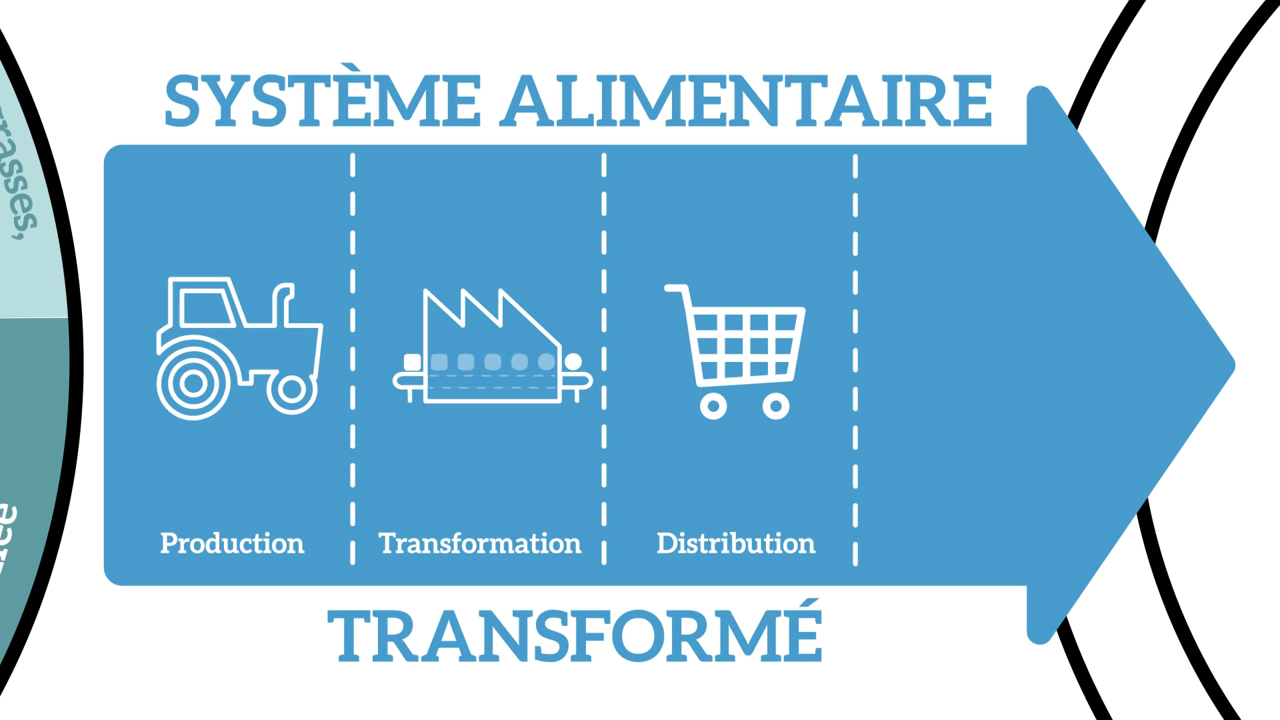 SYSTÈME ALIMENTAIRE
Production
Transformation
Distribution
TRANSFORMÉ